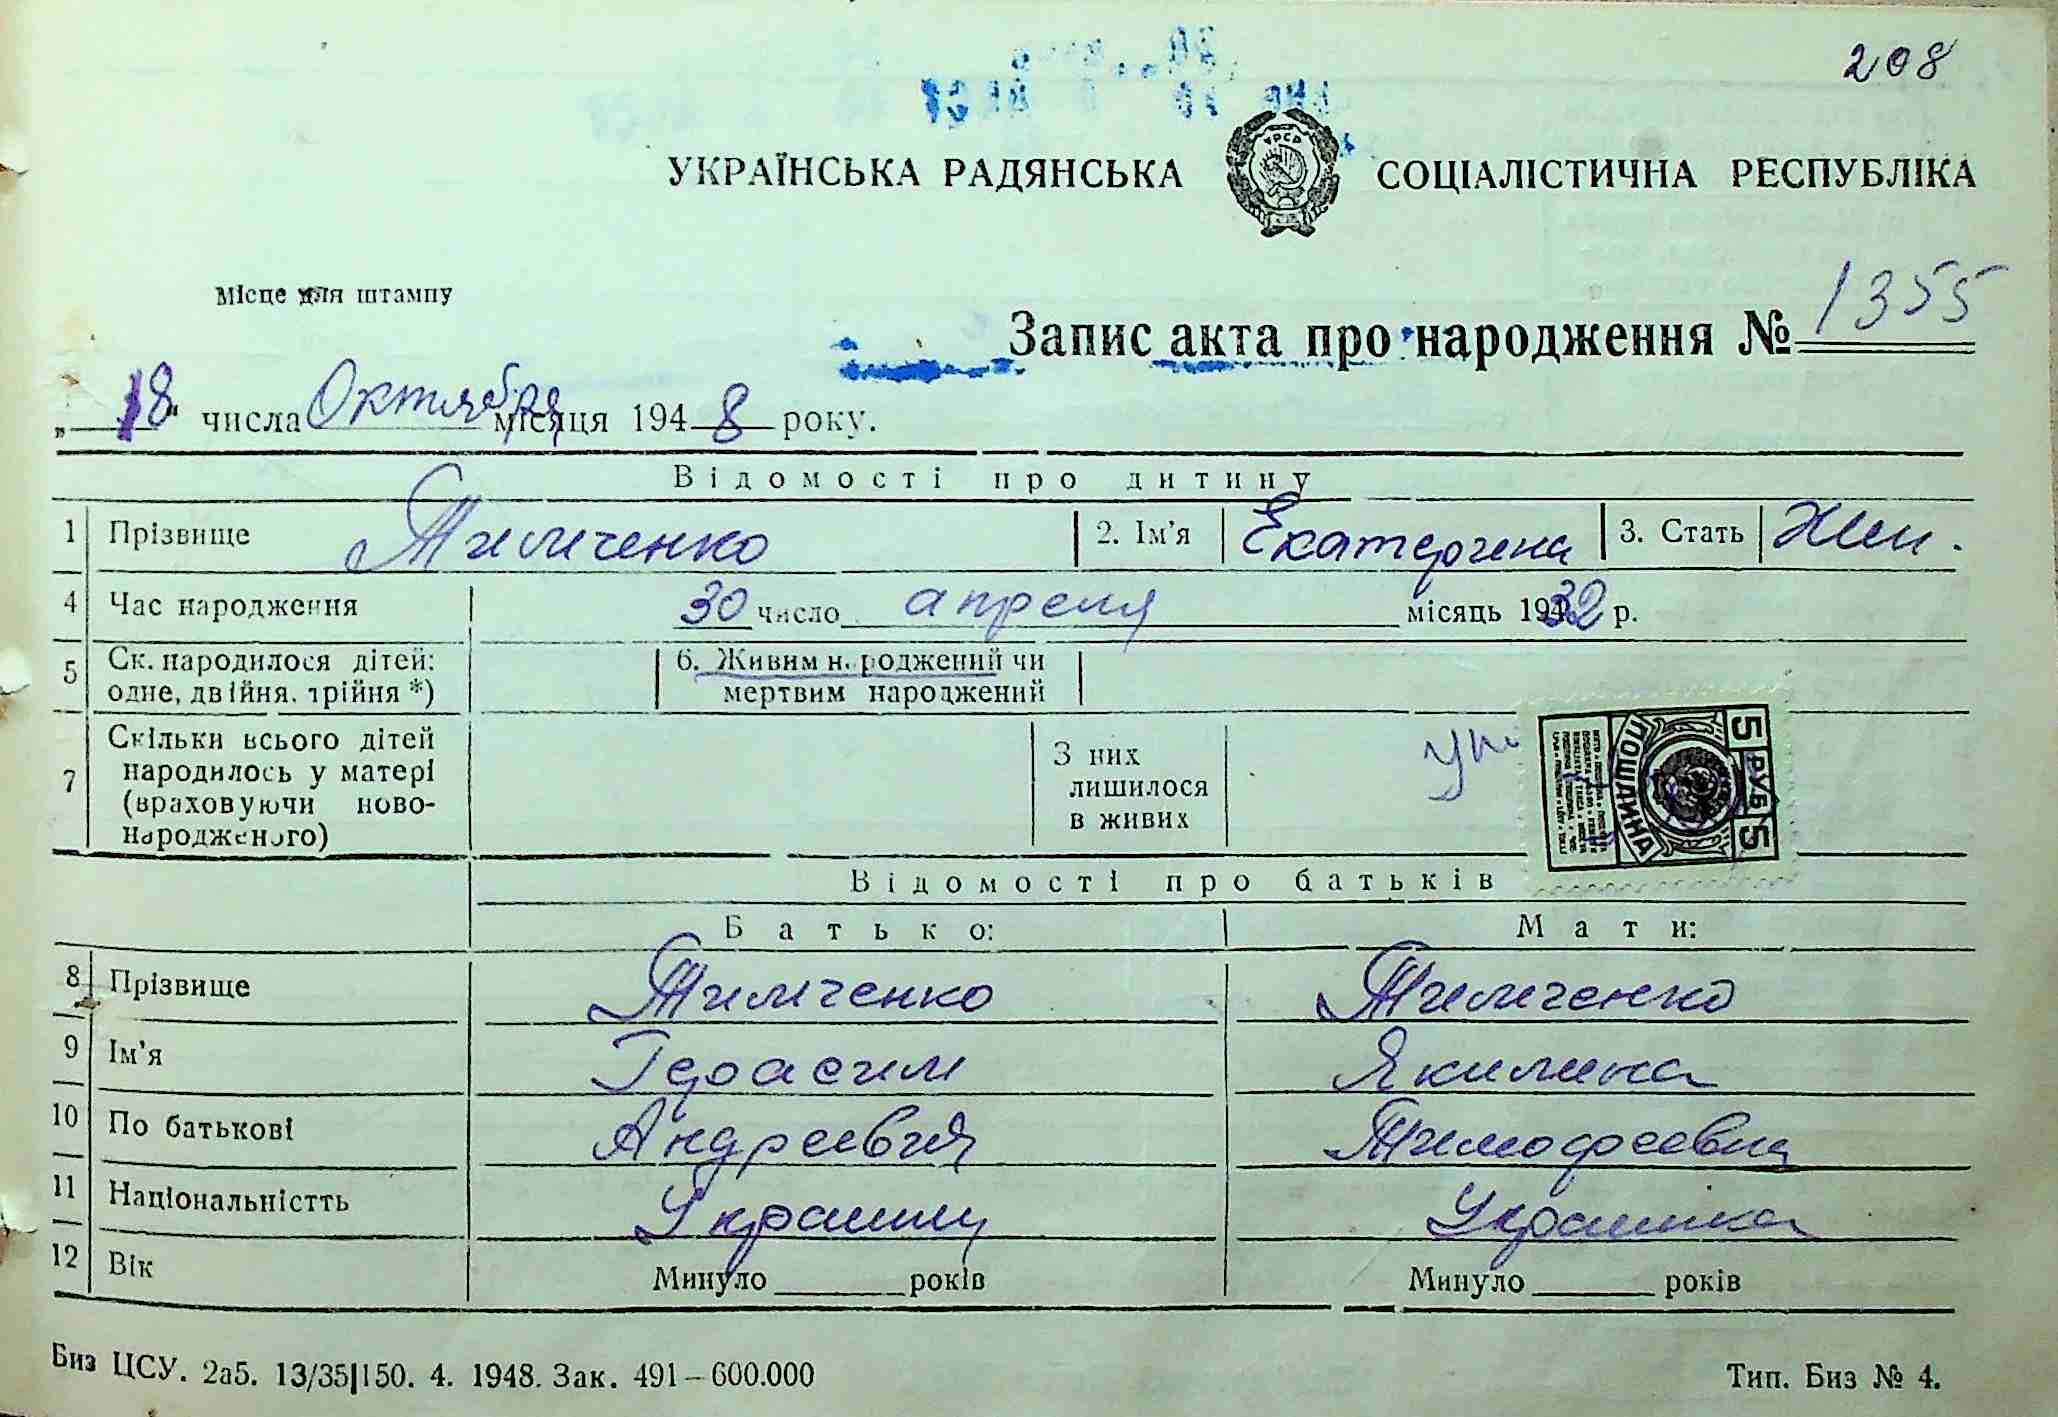 208
УКРАЇНСЬКА РАДЯНСЬКА СОЦІАЛІСТИЧНА РЕСПУБЛІКА
УРСР
Місце для штампу
Запис акта про народження № 1355
„18" числа Октября місяця 1948 року.
Відомості про дитину
1 Прізвище Тимченко 2. Ім'я Екатерина 3. Стать Жен.
4 Час народження 30 число апреля місяць 1932 р.
5 Ск. народилося дітей: одне, двійня, трійня *) 6. Живим народжений чи мертвим народжений
7 Скільки всього дітей народилось у матері (враховуючи новонародженого) З них лишилося в живих
5 РУБ 5
ПОШЛИНА
Відомості про батьків
Батько: Мати:
8 Прізвище Тимченко Тимченко
9 Ім'я Герасим Якилина
10 По батькові Андреевич Тимофеевна
11 Національністть Украинец Украинка
12 Вік Минуло ______ років Минуло ______ років
Биз ЦСУ. 2а5. 13/35|150. 4. 1948. Зак. 491–600.000 Тип. Биз № 4.